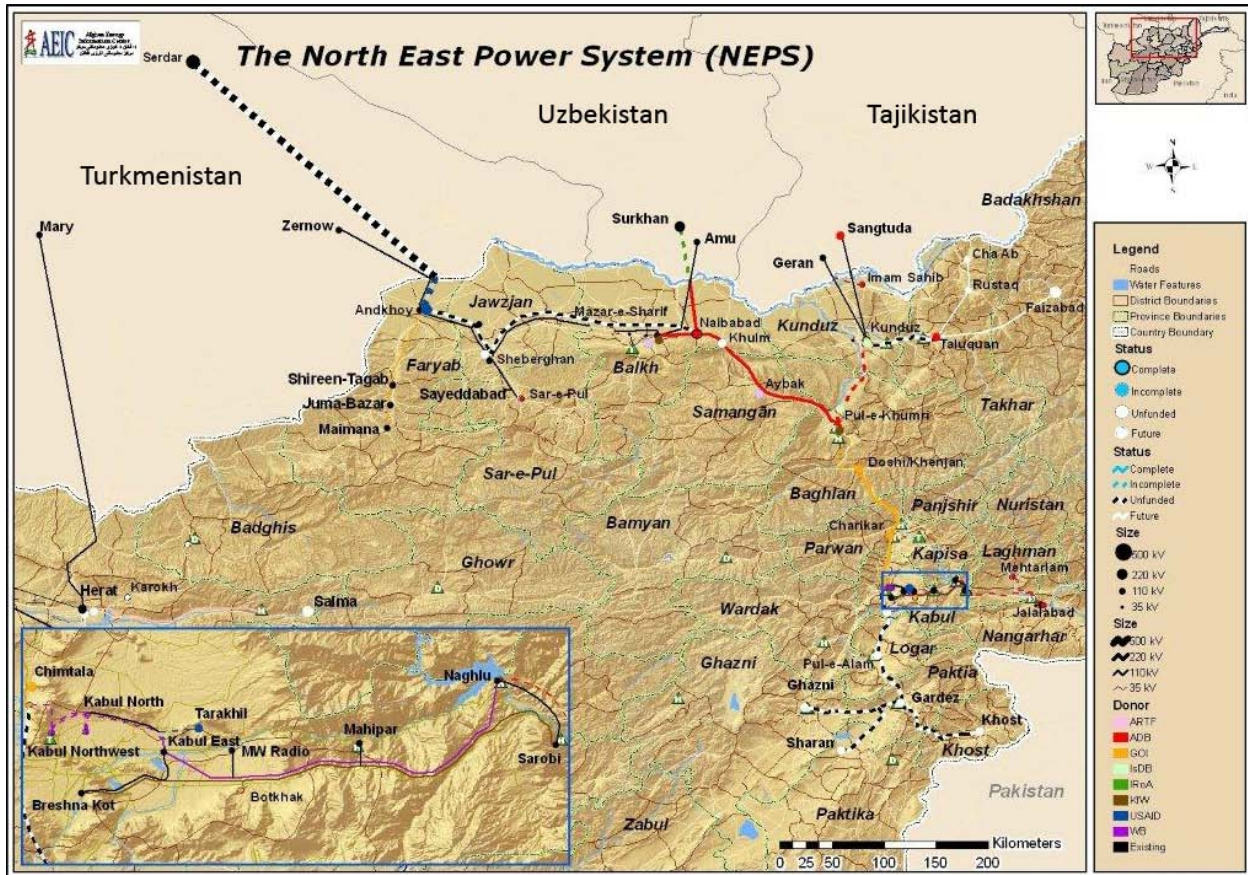 AEIC
Afghan Energy
Information Center
The North East Power System (NEPS)
Serdar
Uzbekistan
Tajikistan
Turkmenistan
Badakhshan
Mary
Zernow
Surkhan
Amu
Sangtuda
Geran
Imam Sahib
Cha Ab
Rustaq
Faizabad
Andkhoy
Jawzjan
Mazar-e-Sharif
Naibabad
Khulm
Kunduz
Kunduz
Taluquan
Faryab
Sheberghan
Balkh
Shireen-Tagab
Sayeddabad
Sar-e-Pul
Aybak
Juma-Bazar
Samangan
Takhar
Maimana
Pul-e-Khumri
Sar-e-Pul
Doshi/Khenjan
Baghlan
Panjshir
Nuristan
Badghis
Bamyan
Charikar
Ghowr
Parwan
Kapisa
Laghman
Mehtarlam
Herat
Karokh
Salma
Wardak
Kabul
Jalalabad
Logar
Nangarhar
Ghazni
Pul-e-Alam
Paktia
Ghazni
Gardez
Khost
Sharan
Khost
Paktika
Zabul
Pakistan
Chimtala
Kabul North
Tarakhil
Naghlu
Mahipar
Kabul Northwest
Kabul East
MW Radio
Sarobi
Breshna Kot
Botkhak
Kilometers
0 25 50 100 150 200
N
W E
S
Legend
Roads
Water Features
District Boundaries
Province Boundaries
Country Boundary
Status
Complete
Incomplete
Unfunded
Future
Status
Complete
Incomplete
Unfunded
Future
Size
500 kV
220 kV
110 kV
35 kV
Size
500 kV
220 kV
110kV
35 kV
Donor
ARTF
ADB
GOI
IsDB
IRoA
KfW
USAID
WB
Existing